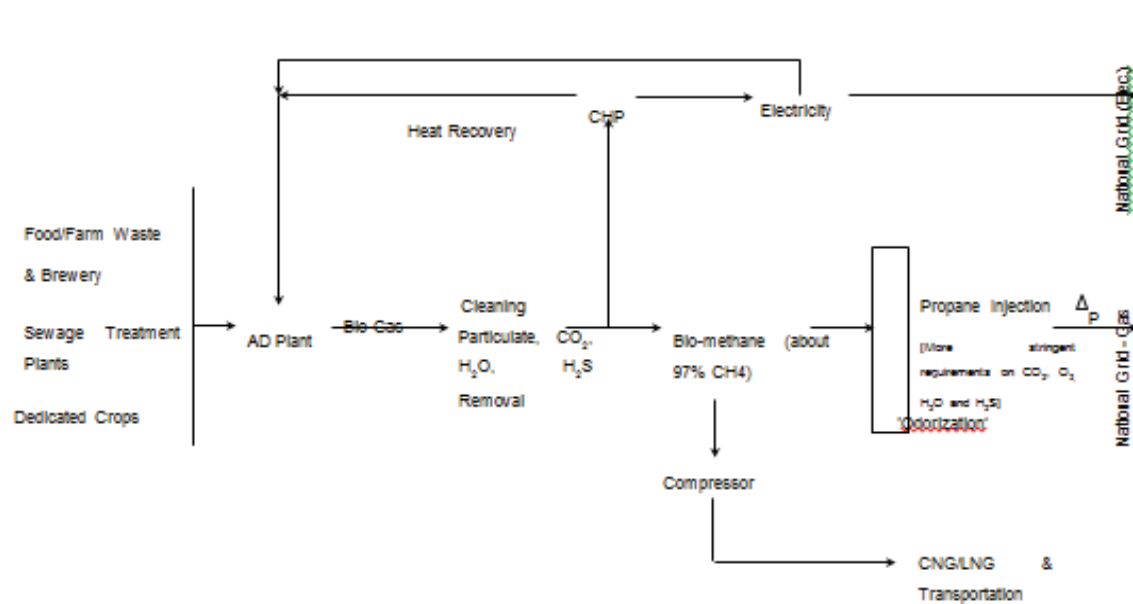 CHP
Electricity
Heat Recovery
National Grid (Elec.)
Food/Farm Waste
& Brewery
Sewage Treatment
Plants
Dedicated Crops
AD Plant
Bio Gas
Cleaning
Particulate, CO2,
H2O, H2S
Removal
Bio-methane (about
97% CH4)
Propane Injection
[More stringent
requirements on CO2, O2
H2O and H2S]
'Odorization'
ΔP
National Grid - Gas
Compressor
CNG/LNG &
Transportation